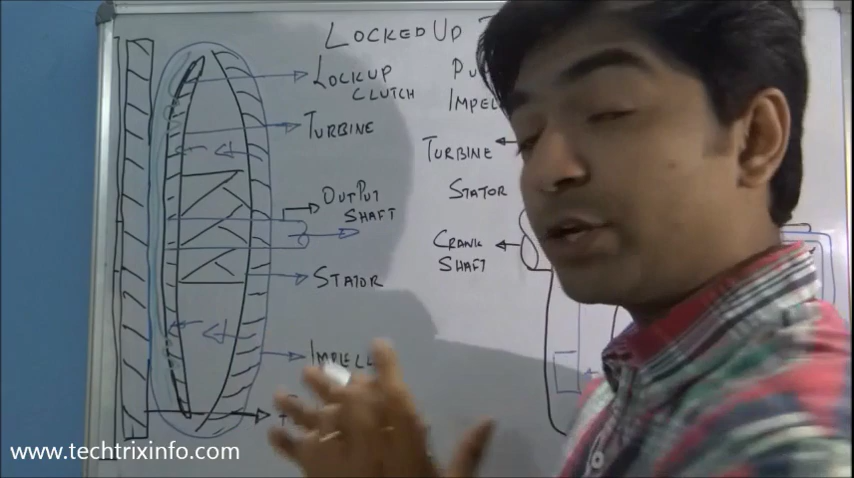 LOCKED UP
LOCKUP
CLUTCH
TURBINE
OUTPUT
SHAFT
STATOR
TURBINE
STATOR
CRANK
SHAFT
www.techtrixinfo.com